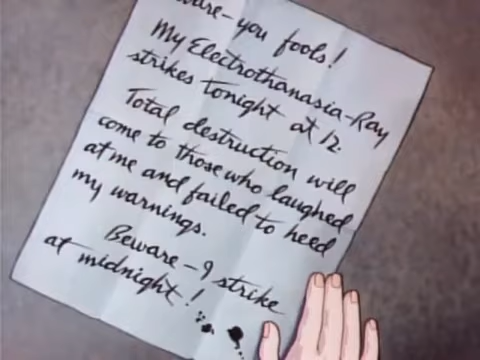 you fools!
My Electrothanasia-Ray
strikes tonight at 12.
Total destruction will
come to those who laughed
at me and failed to heed
my warnings.
Beware-I strike
at midnight!